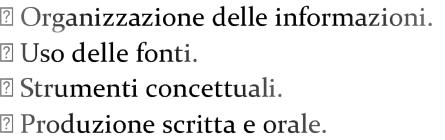 Organizzazione delle informazioni.
Uso delle fonti.
Strumenti concettuali.
Produzione scritta e orale.